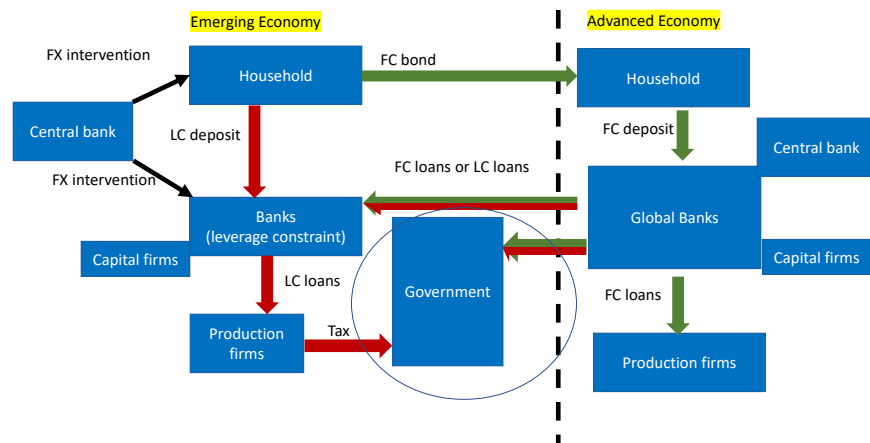 Emerging Economy
Advanced Economy
FX intervention
Household
FC bond
Household
Central bank
LC deposit
FC deposit
Central bank
FC loans or LC loans
FX intervention
Banks
(leverage constraint)
Global Banks
Capital firms
Capital firms
LC loans
Government
FC loans
Production
firms
Tax
Production firms